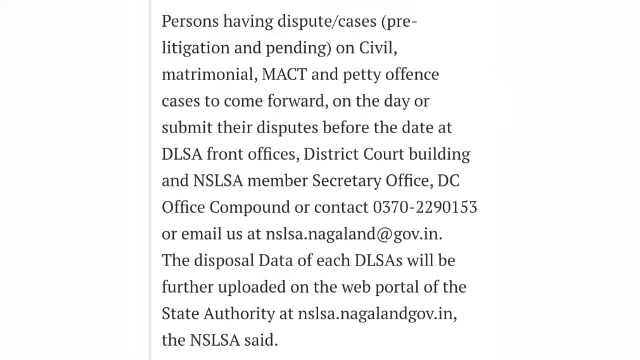 Persons having dispute/cases (pre-
litigation and pending) on Civil,
matrimonial, MACT and petty offence
cases to come forward, on the day or
submit their disputes before the date at
DLSA front offices, District Court building
and NSLSA member Secretary Office, DC
Office Compound or contact 0370-2290153
or email us at nslsa.nagaland@gov.in.
The disposal Data of each DLSAs will be
further uploaded on the web portal of the
State Authority at nslsa.nagalandgov.in,
the NSLSA said.